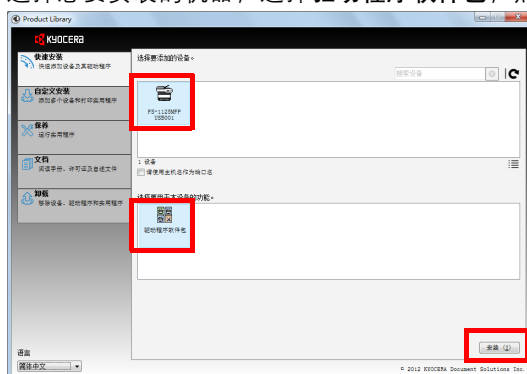 选择想要安装的机器，选择驱动程序软件包，
Product Library
KYOCERA
快速安装
快速添加设备及其驱动程序
自定义安装
添加多个设备和打印实用程序
保养
运行实用程序
文档
阅读手册、许可证及自述文件
卸载
移除设备、驱动程序和实用程序
选择要添加的设备。
搜索设备
FS-1125MFP
USB001
1 设备
请使用主机名作为端口名
选择要用于本设备的功能。
驱动程序软件包
安装 (I)
语言
简体中文
© 2012 KYOCERA Document Solutions Inc.